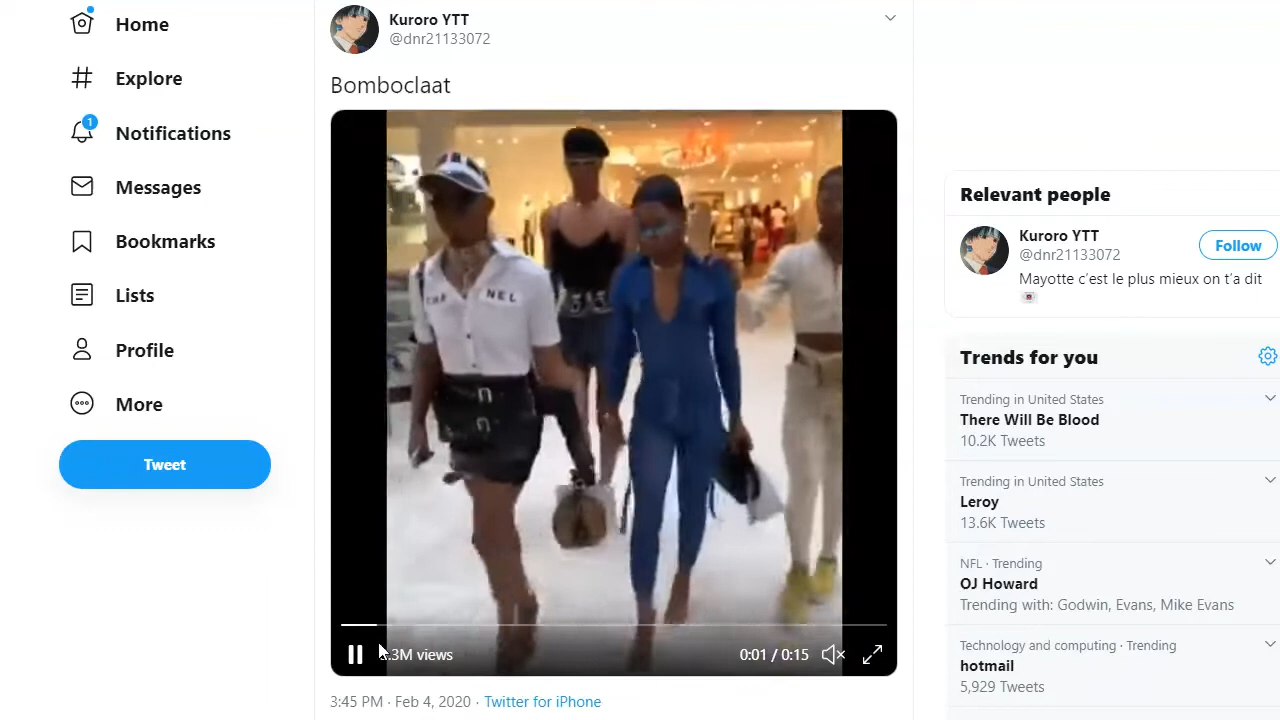 Home
Explore
1
Notifications
Messages
Bookmarks
Lists
Profile
More
Tweet
Kuroro YTT
@dnr21133072
Bomboclaat
NEL
.3M views
0:01 / 0:15
3:45 PM · Feb 4, 2020 · Twitter for iPhone
Relevant people
Kuroro YTT
@dnr21133072
Follow
Mayotte c'est le plus mieux on t'a dit
Trends for you
Trending in United States
There Will Be Blood
10.2K Tweets
Trending in United States
Leroy
13.6K Tweets
NFL · Trending
OJ Howard
Trending with: Godwin, Evans, Mike Evans
Technology and computing · Trending
hotmail
5,929 Tweets